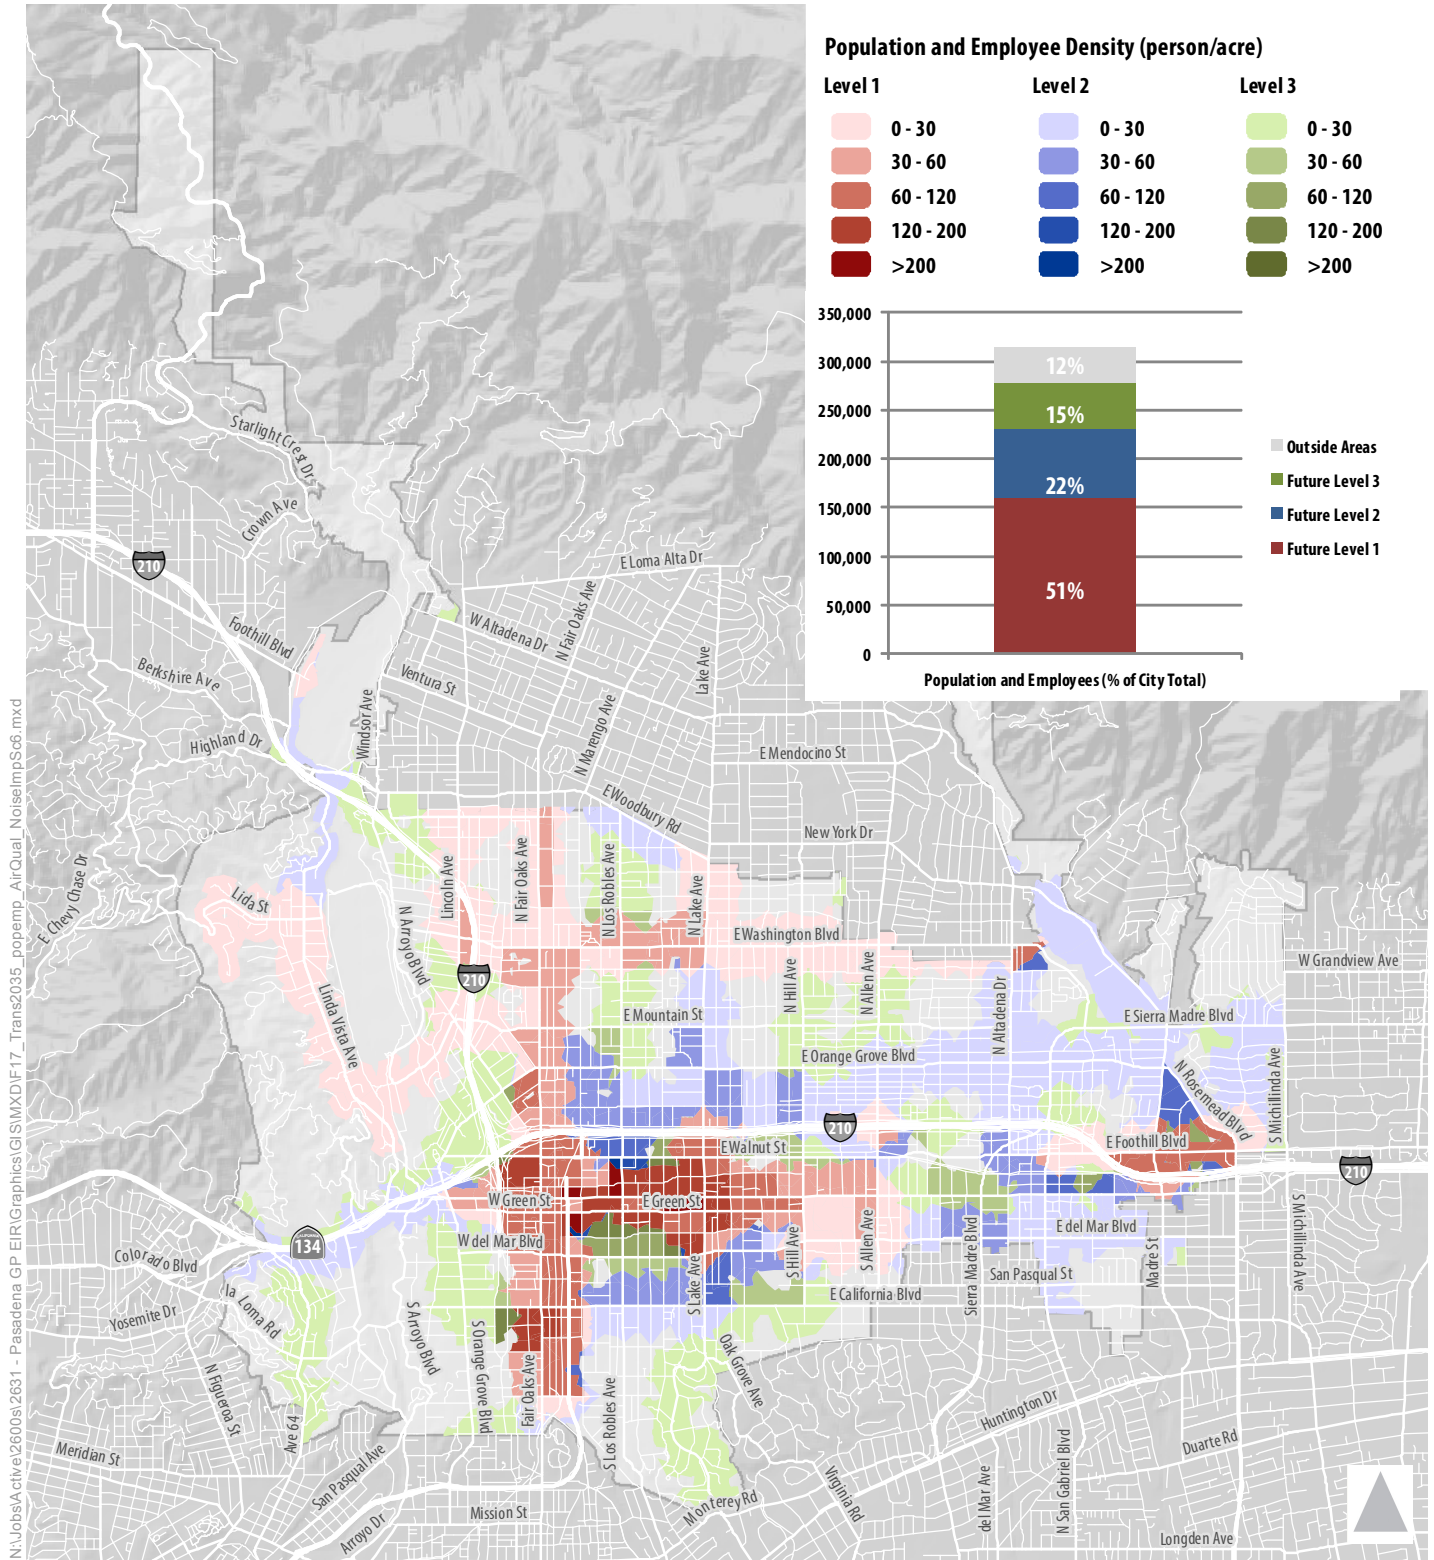 Population and Employee Density (person/acre)
Level 1
Level 2
Level 3
0 - 30
0 - 30
0 - 30
30 - 60
30 - 60
30 - 60
60 - 120
60 - 120
60 - 120
120 - 200
120 - 200
120 - 200
>200
>200
>200
350,000
300,000
250,000
200,000
150,000
100,000
50,000
0
12%
15%
22%
51%
Outside Areas
Future Level 3
Future Level 2
Future Level 1
Population and Employees (% of City Total)
Starlight Crest Dr
Crown Ave
210
E Loma Alta Dr
Foothill Blvd
W Altadena Dr
N Fair Oaks Ave
Berkshire Ave
Ventura St
Lake Ave
Windsor Ave
N Marengo Ave
Highland Dr
E Mendocino St
E Woodbury Rd
New York Dr
E Chevy Chase Dr
Lida St
Lincoln Ave
N Fair Oaks Ave
N Los Robles Ave
N Lake Ave
N Arroyo Blvd
E Washington Blvd
W Grandview Ave
210
Linda Vista Ave
N Hill Ave
N Allen Ave
N Altadena Dr
E Mountain St
E Sierra Madre Blvd
E Orange Grove Blvd
N Rosemead Blvd
S Michillinda Ave
210
E Walnut St
E Foothill Blvd
210
W Green St
E Green St
134
W del Mar Blvd
E del Mar Blvd
Colorado Blvd
S Lake Ave
S Hill Ave
S Allen Ave
Sierra Madre Blvd
Madre St
S Michillinda Ave
San Pasqual St
E California Blvd
la Loma Rd
Yosemite Dr
S Arroyo Blvd
S Orange Grove Blvd
Fair Oaks Ave
S Los Robles Ave
Oak Grove Ave
N Figueroa St
Ave 64
Huntington Dr
Meridian St
San Pasqual Ave
Duarte Rd
Arroyo Dr
Mission St
Monterey Rd
Virginia Rd
del Mar Ave
N San Gabriel Blvd
Longden Ave
N:\Jobs\Active\2600s\2631 - Pasadena GP EIR\Graphics\GIS\MXD\F17_Trans2035_popemp_AirQual_NoiseImpSc6.mxd